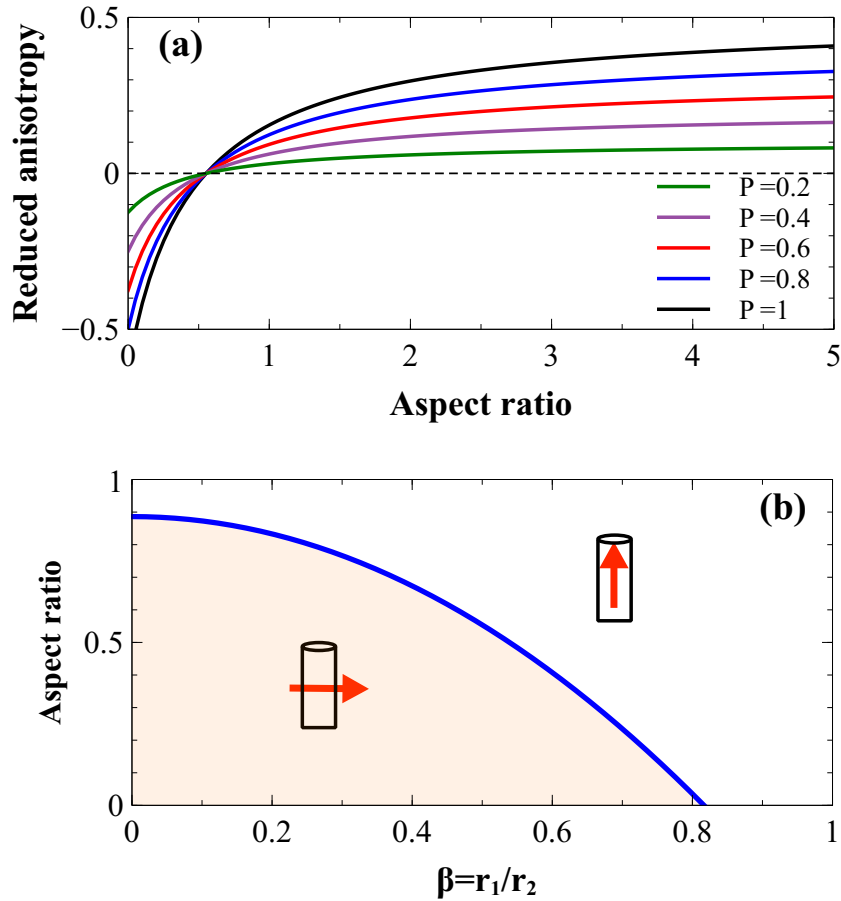 (a)
Reduced anisotropy
0.5
0
−0.5
P =0.2
P =0.4
P =0.6
P =0.8
P =1
0 1 2 3 4 5
Aspect ratio
(b)
Aspect ratio
1
0.5
0
0 0.2 0.4 0.6 0.8 1
β=r₁/r₂